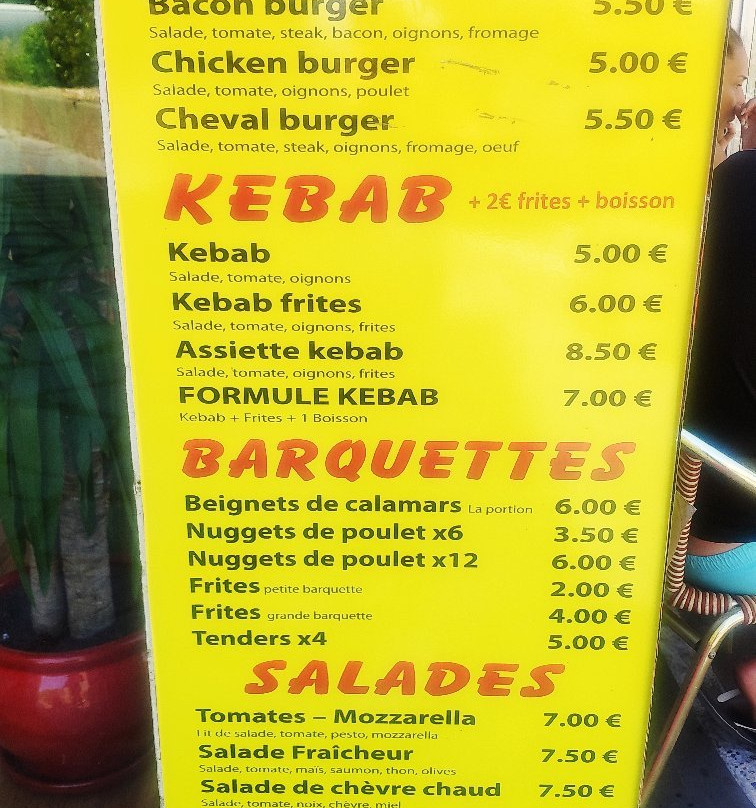 Bacon burger 5.50 €
Salade, tomate, steak, bacon, oignons, fromage
Chicken burger 5.00 €
Salade, tomate, oignons, poulet
Cheval burger 5.50 €
Salade, tomate, steak, oignons, fromage, oeuf
KEBAB + 2€ frites + boisson
Kebab 5.00 €
Salade, tomate, oignons
Kebab frites 6.00 €
Salade, tomate, oignons, frites
Assiette kebab 8.50 €
Salade, tomate, oignons, frites
FORMULE KEBAB 7.00 €
Kebab + Frites + 1 Boisson
BARQUETTES
Beignets de calamars La portion 6.00 €
Nuggets de poulet x6 3.50 €
Nuggets de poulet x12 6.00 €
Frites petite barquette 2.00 €
Frites grande barquette 4.00 €
Tenders x4 5.00 €
SALADES
Tomates – Mozzarella 7.00 €
Lit de salade, tomate, pesto, mozzarella
Salade Fraîcheur 7.50 €
Salade, tomate, maïs, saumon, thon, olives
Salade de chèvre chaud 7.50 €
Salade, tomate, noix, chèvre, miel